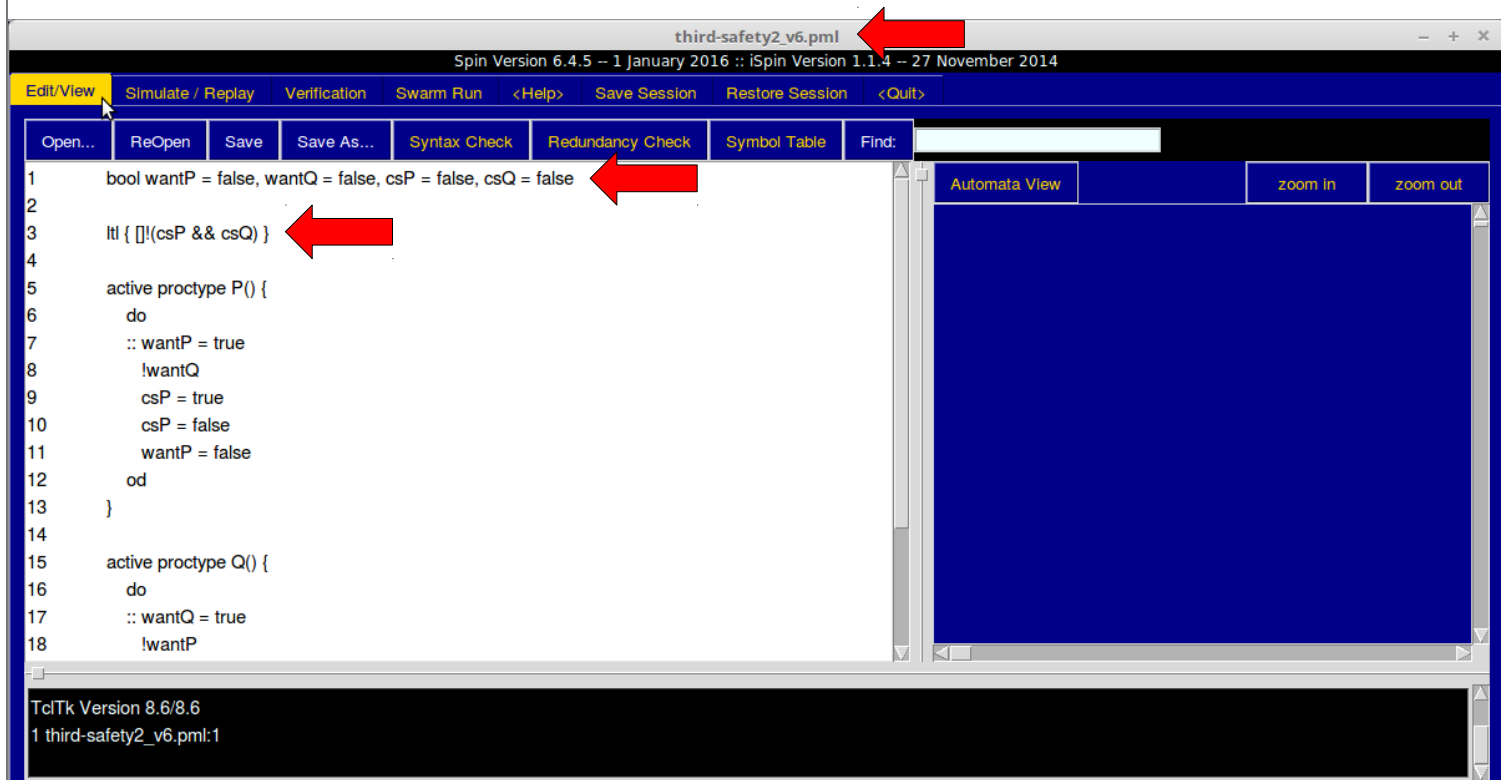 third-safety2_v6.pml
Spin Version 6.4.5 -- 1 January 2016 :: iSpin Version 1.1.4 -- 27 November 2014
Edit/View Simulate / Replay Verification Swarm Run <Help> Save Session Restore Session <Quit>
Open... ReOpen Save Save As... Syntax Check Redundancy Check Symbol Table Find:
Automata View zoom in zoom out
1 bool wantP = false, wantQ = false, csP = false, csQ = false
2
3 ltl { []!(csP && csQ) }
4
5 active proctype P() {
6 do
7 :: wantP = true
8 !wantQ
9 csP = true
10 csP = false
11 wantP = false
12 od
13 }
14
15 active proctype Q() {
16 do
17 :: wantQ = true
18 !wantP
TclTk Version 8.6/8.6
1 third-safety2_v6.pml:1